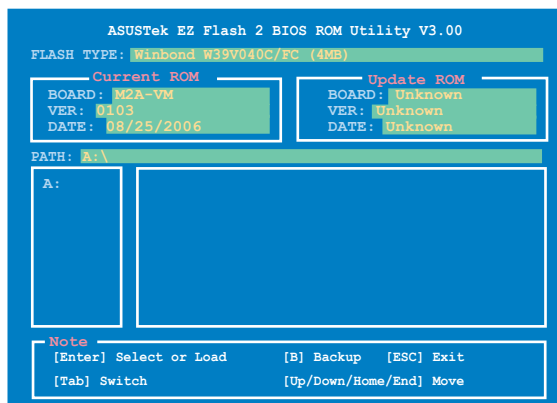 ASUSTek EZ Flash 2 BIOS ROM Utility V3.00
FLASH TYPE: Winbond W39V040C/FC (4MB)
Current ROM
BOARD: M2A-VM
VER: 0103
DATE: 08/25/2006
Update ROM
BOARD: Unknown
VER: Unknown
DATE: Unknown
PATH: A:\
A:
Note
[Enter] Select or Load [B] Backup [ESC] Exit
[Tab] Switch [Up/Down/Home/End] Move